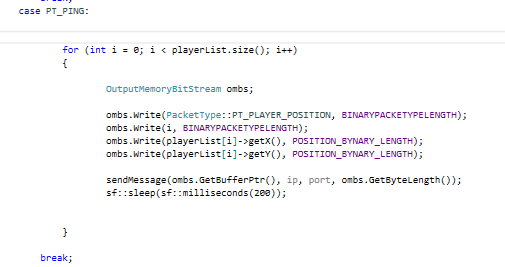 case PT_PING:
for (int i = 0; i < playerList.size(); i++)
{
OutputMemoryBitStream ombs;
ombs.Write(PacketType::PT_PLAYER_POSITION, BINARYPACKETYPELENGTH);
ombs.Write(i, BINARYPACKETYPELENGTH);
ombs.Write(playerList[i]->getX(), POSITION_BYNARY_LENGTH);
ombs.Write(playerList[i]->getY(), POSITION_BYNARY_LENGTH);
sendMessage(ombs.GetBufferPtr(), ip, port, ombs.GetByteLength());
sf::sleep(sf::milliseconds(200));
}
break;